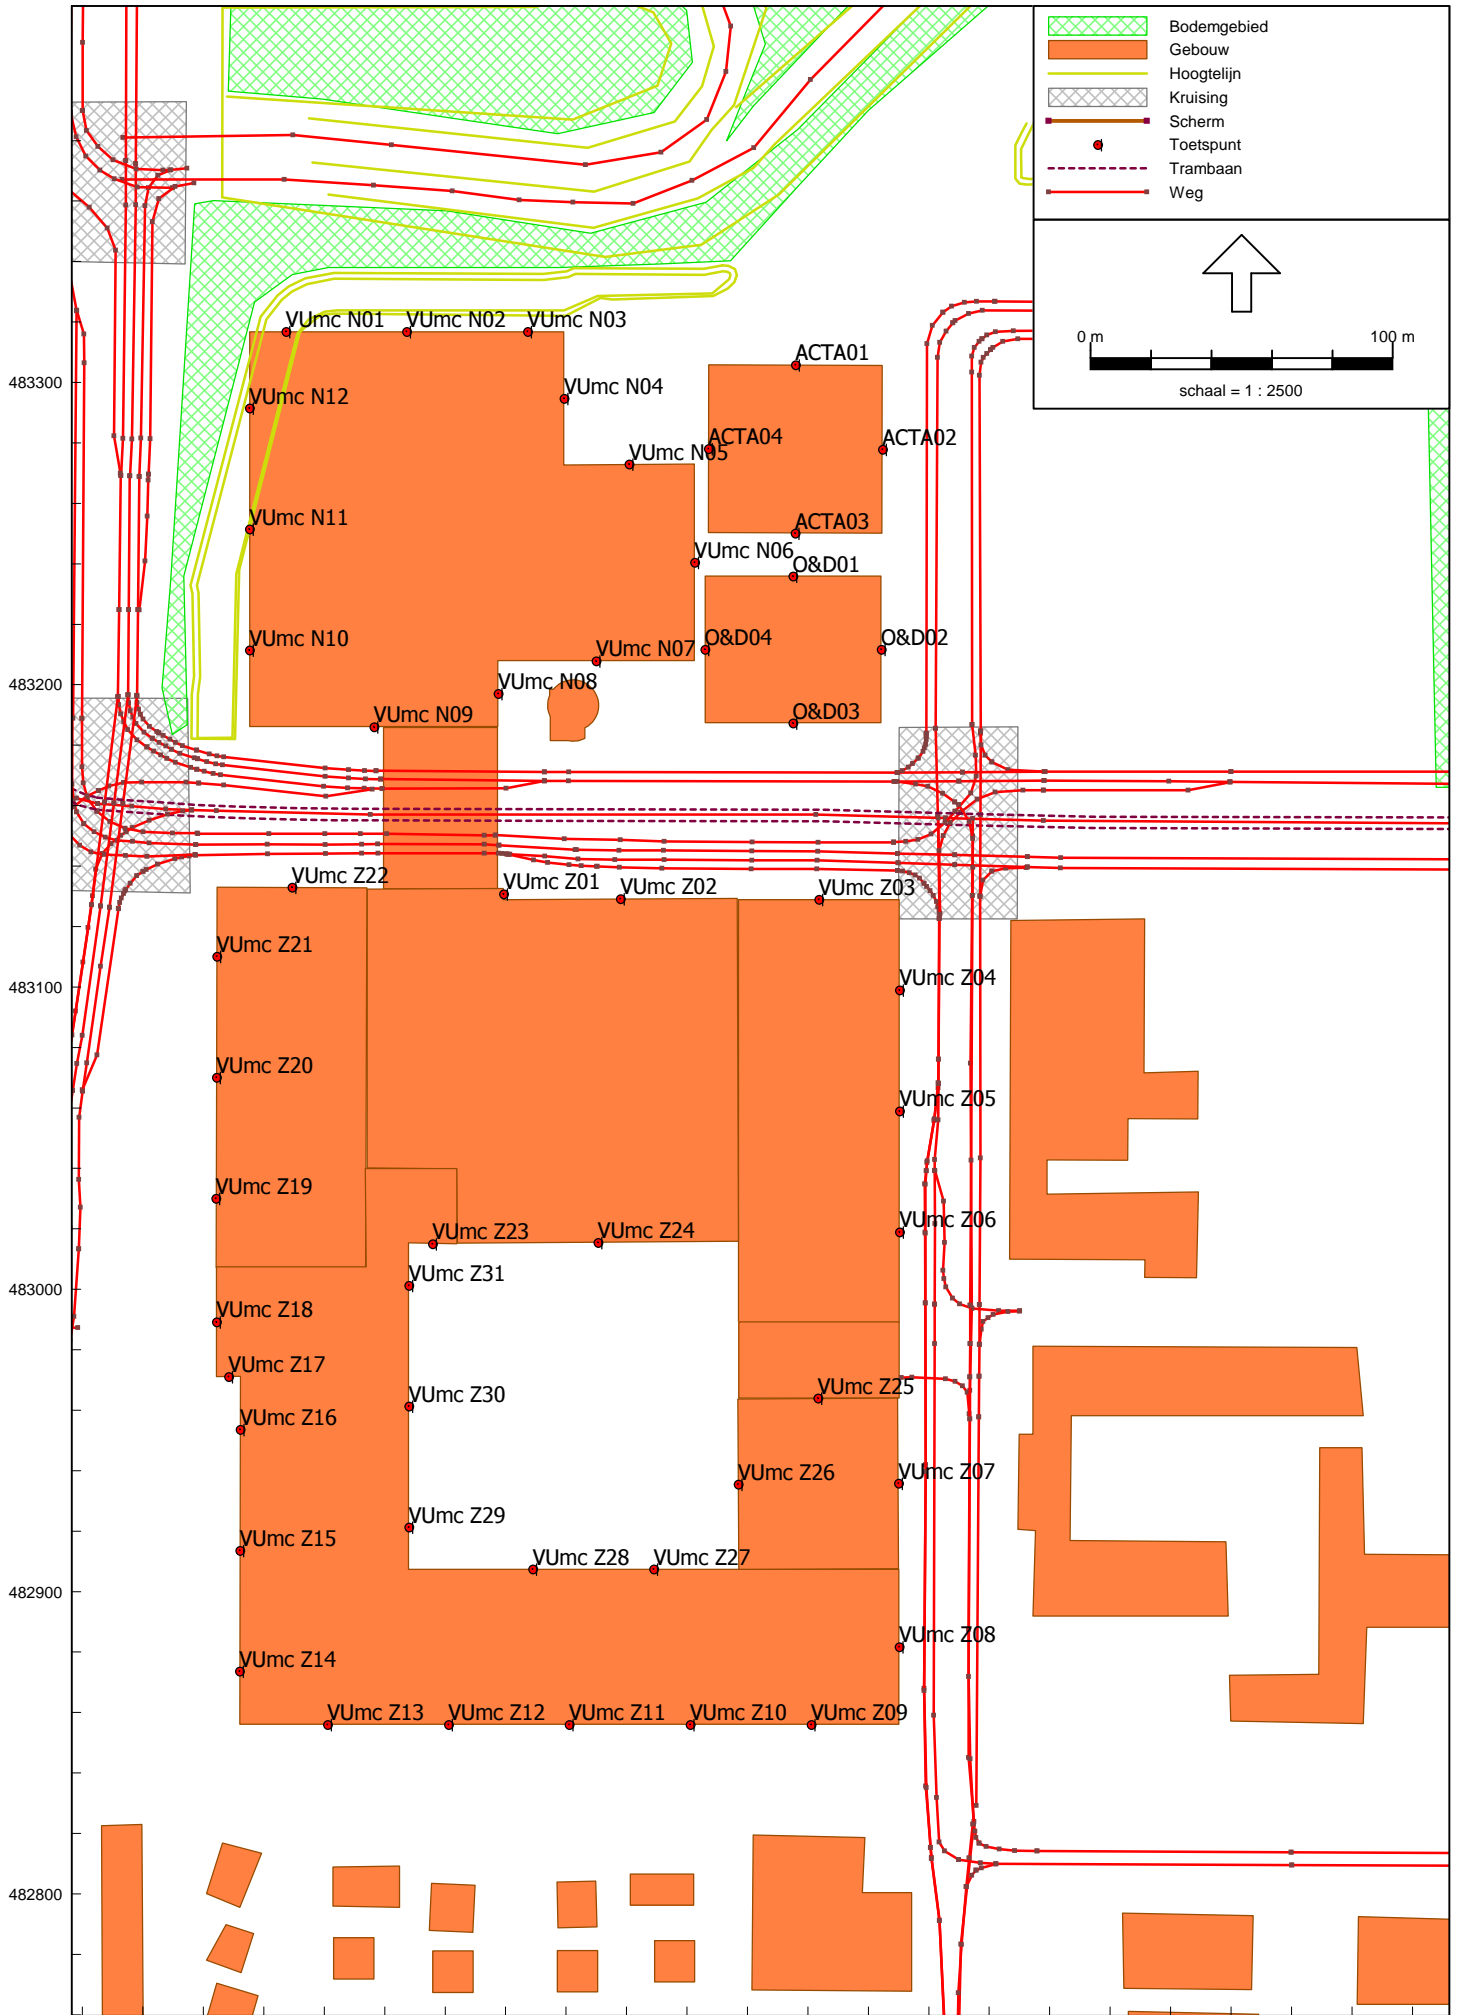 Bodemgebied
Gebouw
Hoogtelijn
Kruising
Scherm
Toetspunt
Trambaan
Weg
0 m 100 m
schaal = 1 : 2500
VUmc N01 VUmc N02 VUmc N03
ACTA01
483300
VUmc N12 VUmc N04
ACTA04 ACTA02
VUmc N05
VUmc N11 ACTA03
VUmc N06
O&D01
VUmc N10 VUmc N07 O&D04 O&D02
483200
VUmc N08
VUmc N09 O&D03
VUmc Z22 VUmc Z01 VUmc Z02 VUmc Z03
VUmc Z21
483100
VUmc Z04
VUmc Z20
VUmc Z05
VUmc Z19
VUmc Z23 VUmc Z24 VUmc Z06
VUmc Z31
483000
VUmc Z18
VUmc Z17
VUmc Z25
VUmc Z30
VUmc Z16
VUmc Z26 VUmc Z07
VUmc Z29
VUmc Z15 VUmc Z28 VUmc Z27
482900
VUmc Z08
VUmc Z14
VUmc Z13 VUmc Z12 VUmc Z11 VUmc Z10 VUmc Z09
482800